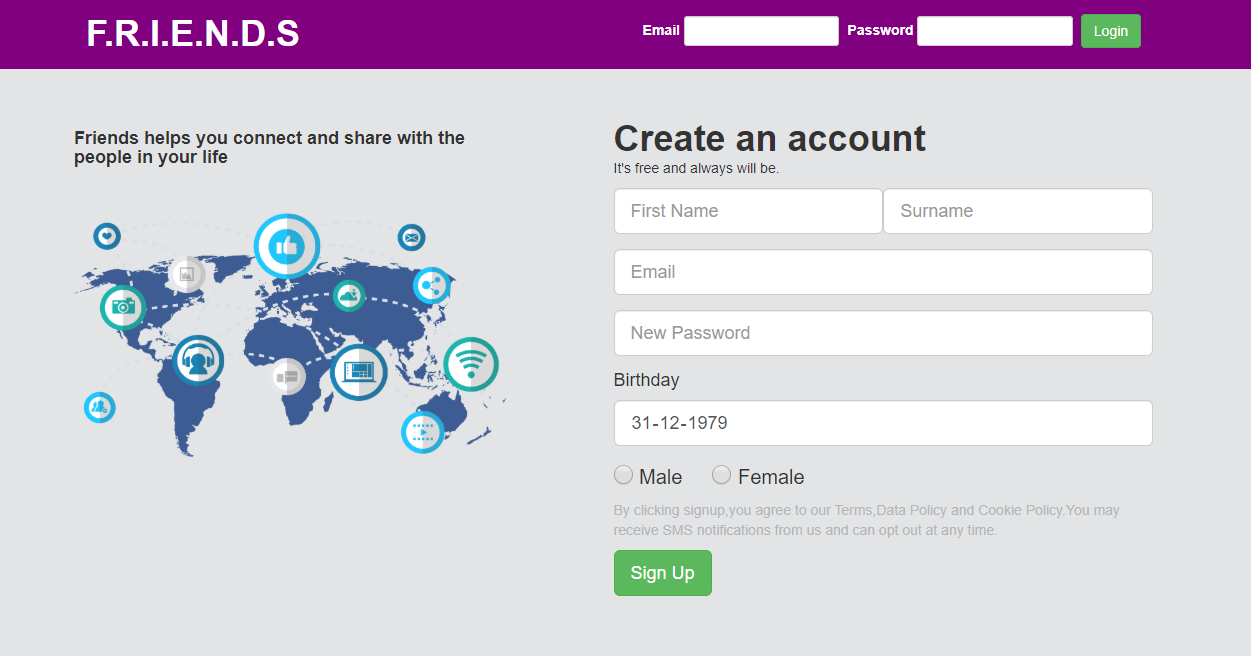 F.R.I.E.N.D.S
Email Password Login
Friends helps you connect and share with the
people in your life
Create an account
It's free and always will be.
First Name Surname
Email
New Password
Birthday
31-12-1979
Male Female
By clicking signup,you agree to our Terms,Data Policy and Cookie Policy.You may
receive SMS notifications from us and can opt out at any time.
Sign Up